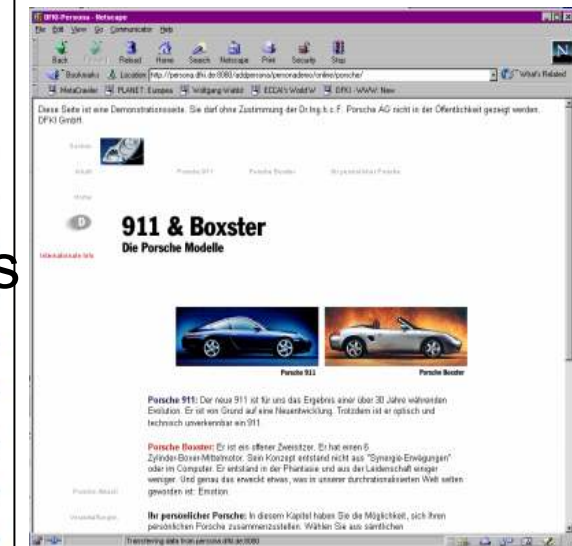 DFKI-Persona - Netscape
File Edit View Go Communicator Help
Back Reload Home Search Netscape Print Security Stop
Bookmarks Location http://persona.dfki.de:8080/addpersona/personademo/online/porsche/ What's Related
MetaCrawler PLANET: Europea Wolfgang Wahlst ECCAI's World W DFKI -WWW: New
Diese Seite ist eine Demonstrationsseite. Sie darf ohne Zustimmung der Dr.Ing.h.c.F. Porsche AG nicht in der Öffentlichkeit gezeigt werden.
DFKI GmbH.
Porsche 911 Porsche Boxster Ihr persönlicher Porsche
Home
D
911 & Boxster
Die Porsche Modelle
Internationale Info
s
Porsche 911 Porsche Boxster
Porsche 911: Der neue 911 ist für uns das Ergebnis einer über 30 Jahre währenden
Evolution. Er ist von Grund auf eine Neuentwicklung. Trotzdem ist er optisch und
technisch unverkennbar ein 911.
Porsche Boxster: Er ist ein offener Zweisitzer. Er hat einen 6
Zylinder-Boxer-Mittelmotor. Sein Konzept entstand nicht aus "Synergie-Erwägungen"
oder im Computer. Er entstand in der Phantasie und aus der Leidenschaft einiger
weniger. Und genau das erweckt etwas, was in unserer durchrationalisierten Welt selten
geworden ist: Emotion.
Porsche Aktuell
Ihr persönlicher Porsche: In diesem Kapitel haben Sie die Möglichkeit, sich Ihren
Veranstaltungen
persönlichen Porsche zusammenzustellen. Wählen Sie aus sämtlichen
Transferring data from persona.dfki.de:8080